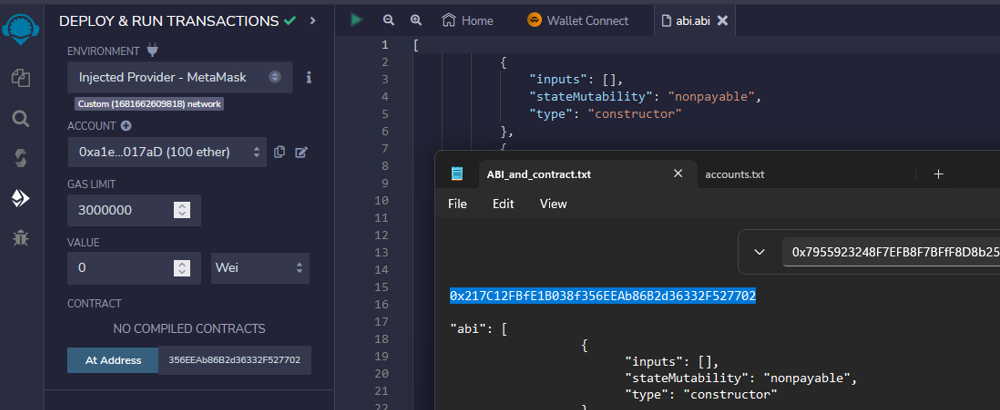 DEPLOY & RUN TRANSACTIONS
ENVIRONMENT
Injected Provider - MetaMask
Custom (1681662609818) network
ACCOUNT
0xa1e...017aD (100 ether)
GAS LIMIT
3000000
VALUE
0 Wei
CONTRACT
NO COMPILED CONTRACTS
At Address 356EEAb86B2d36332F527702
Home Wallet Connect abi.abi
1 [
2 {
3 "inputs": [],
4 "stateMutability": "nonpayable",
5 "type": "constructor"
6 },
7 {
8
9
10
11
12
13
14
15
16
17
18
19
20
21
22
ABI_and_contract.txt accounts.txt
File Edit View
0x7955923248F7EFB8F7BFfF8D8b25
0x217C12FBfE1B038f356EEAb86B2d36332F527702
"abi": [
{
"inputs": [],
"stateMutability": "nonpayable",
"type": "constructor"
}